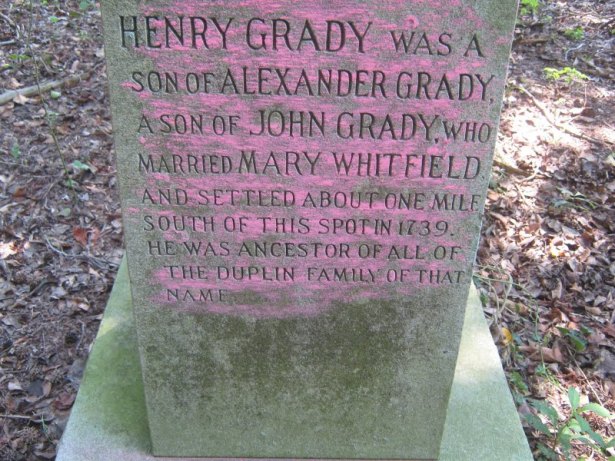 HENRY GRADY WAS A
SON OF ALEXANDER GRADY,
A SON OF JOHN GRADY, WHO
MARRIED MARY WHITFIELD
AND SETTLED ABOUT ONE MILE
SOUTH OF THIS SPOT IN 1739.
HE WAS ANCESTOR OF ALL OF
THE DUPLIN FAMILY OF THAT
NAME